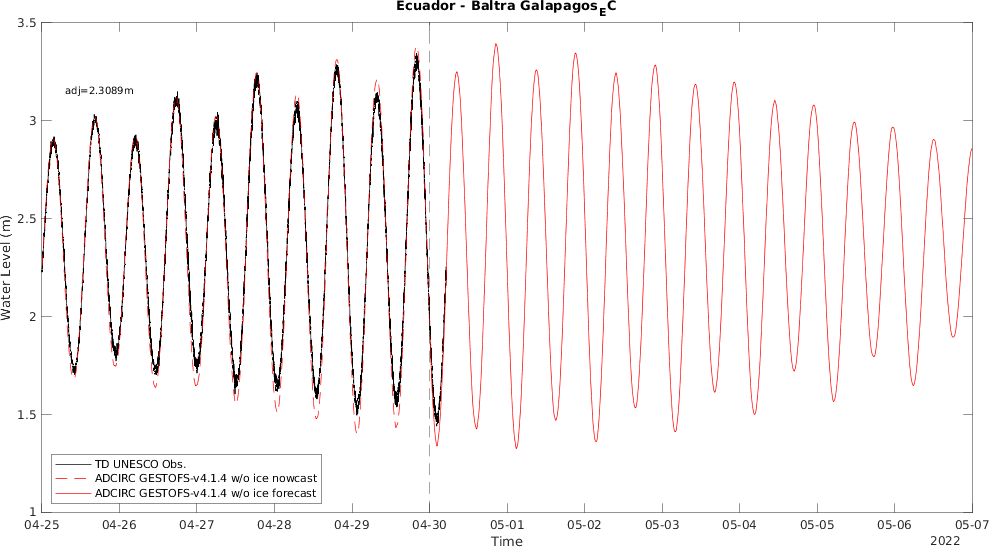 Ecuador - Baltra Galapagos_EC
adj=2.3089m
3.5
3
2.5
2
1.5
1
Water Level (m)
TD UNESCO Obs.
ADCIRC GESTOFS-v4.1.4 w/o ice nowcast
ADCIRC GESTOFS-v4.1.4 w/o ice forecast
04-25 04-26 04-27 04-28 04-29 04-30 05-01 05-02 05-03 05-04 05-05 05-06 05-07
Time
2022